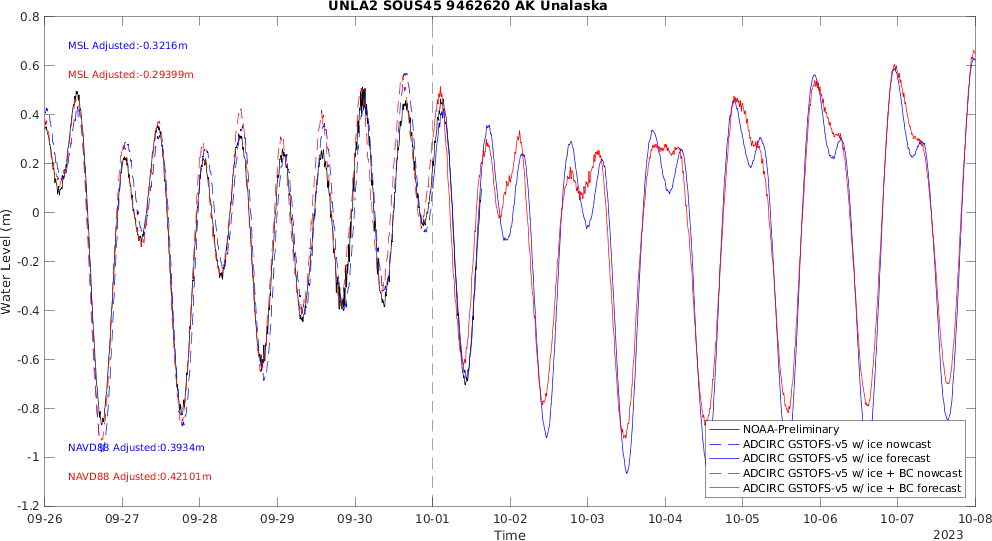 UNLA2 SOUS45 9462620 AK Unalaska
0.8
0.6
0.4
0.2
0
-0.2
-0.4
-0.6
-0.8
-1
-1.2
Water Level (m)
MSL Adjusted:-0.3216m
MSL Adjusted:-0.29399m
NAVD88 Adjusted:0.3934m
NAVD88 Adjusted:0.42101m
NOAA-Preliminary
ADCIRC GSTOFS-v5 w/ ice nowcast
ADCIRC GSTOFS-v5 w/ ice forecast
ADCIRC GSTOFS-v5 w/ ice + BC nowcast
ADCIRC GSTOFS-v5 w/ ice + BC forecast
09-26 09-27 09-28 09-29 09-30 10-01 10-02 10-03 10-04 10-05 10-06 10-07 10-08
Time
2023